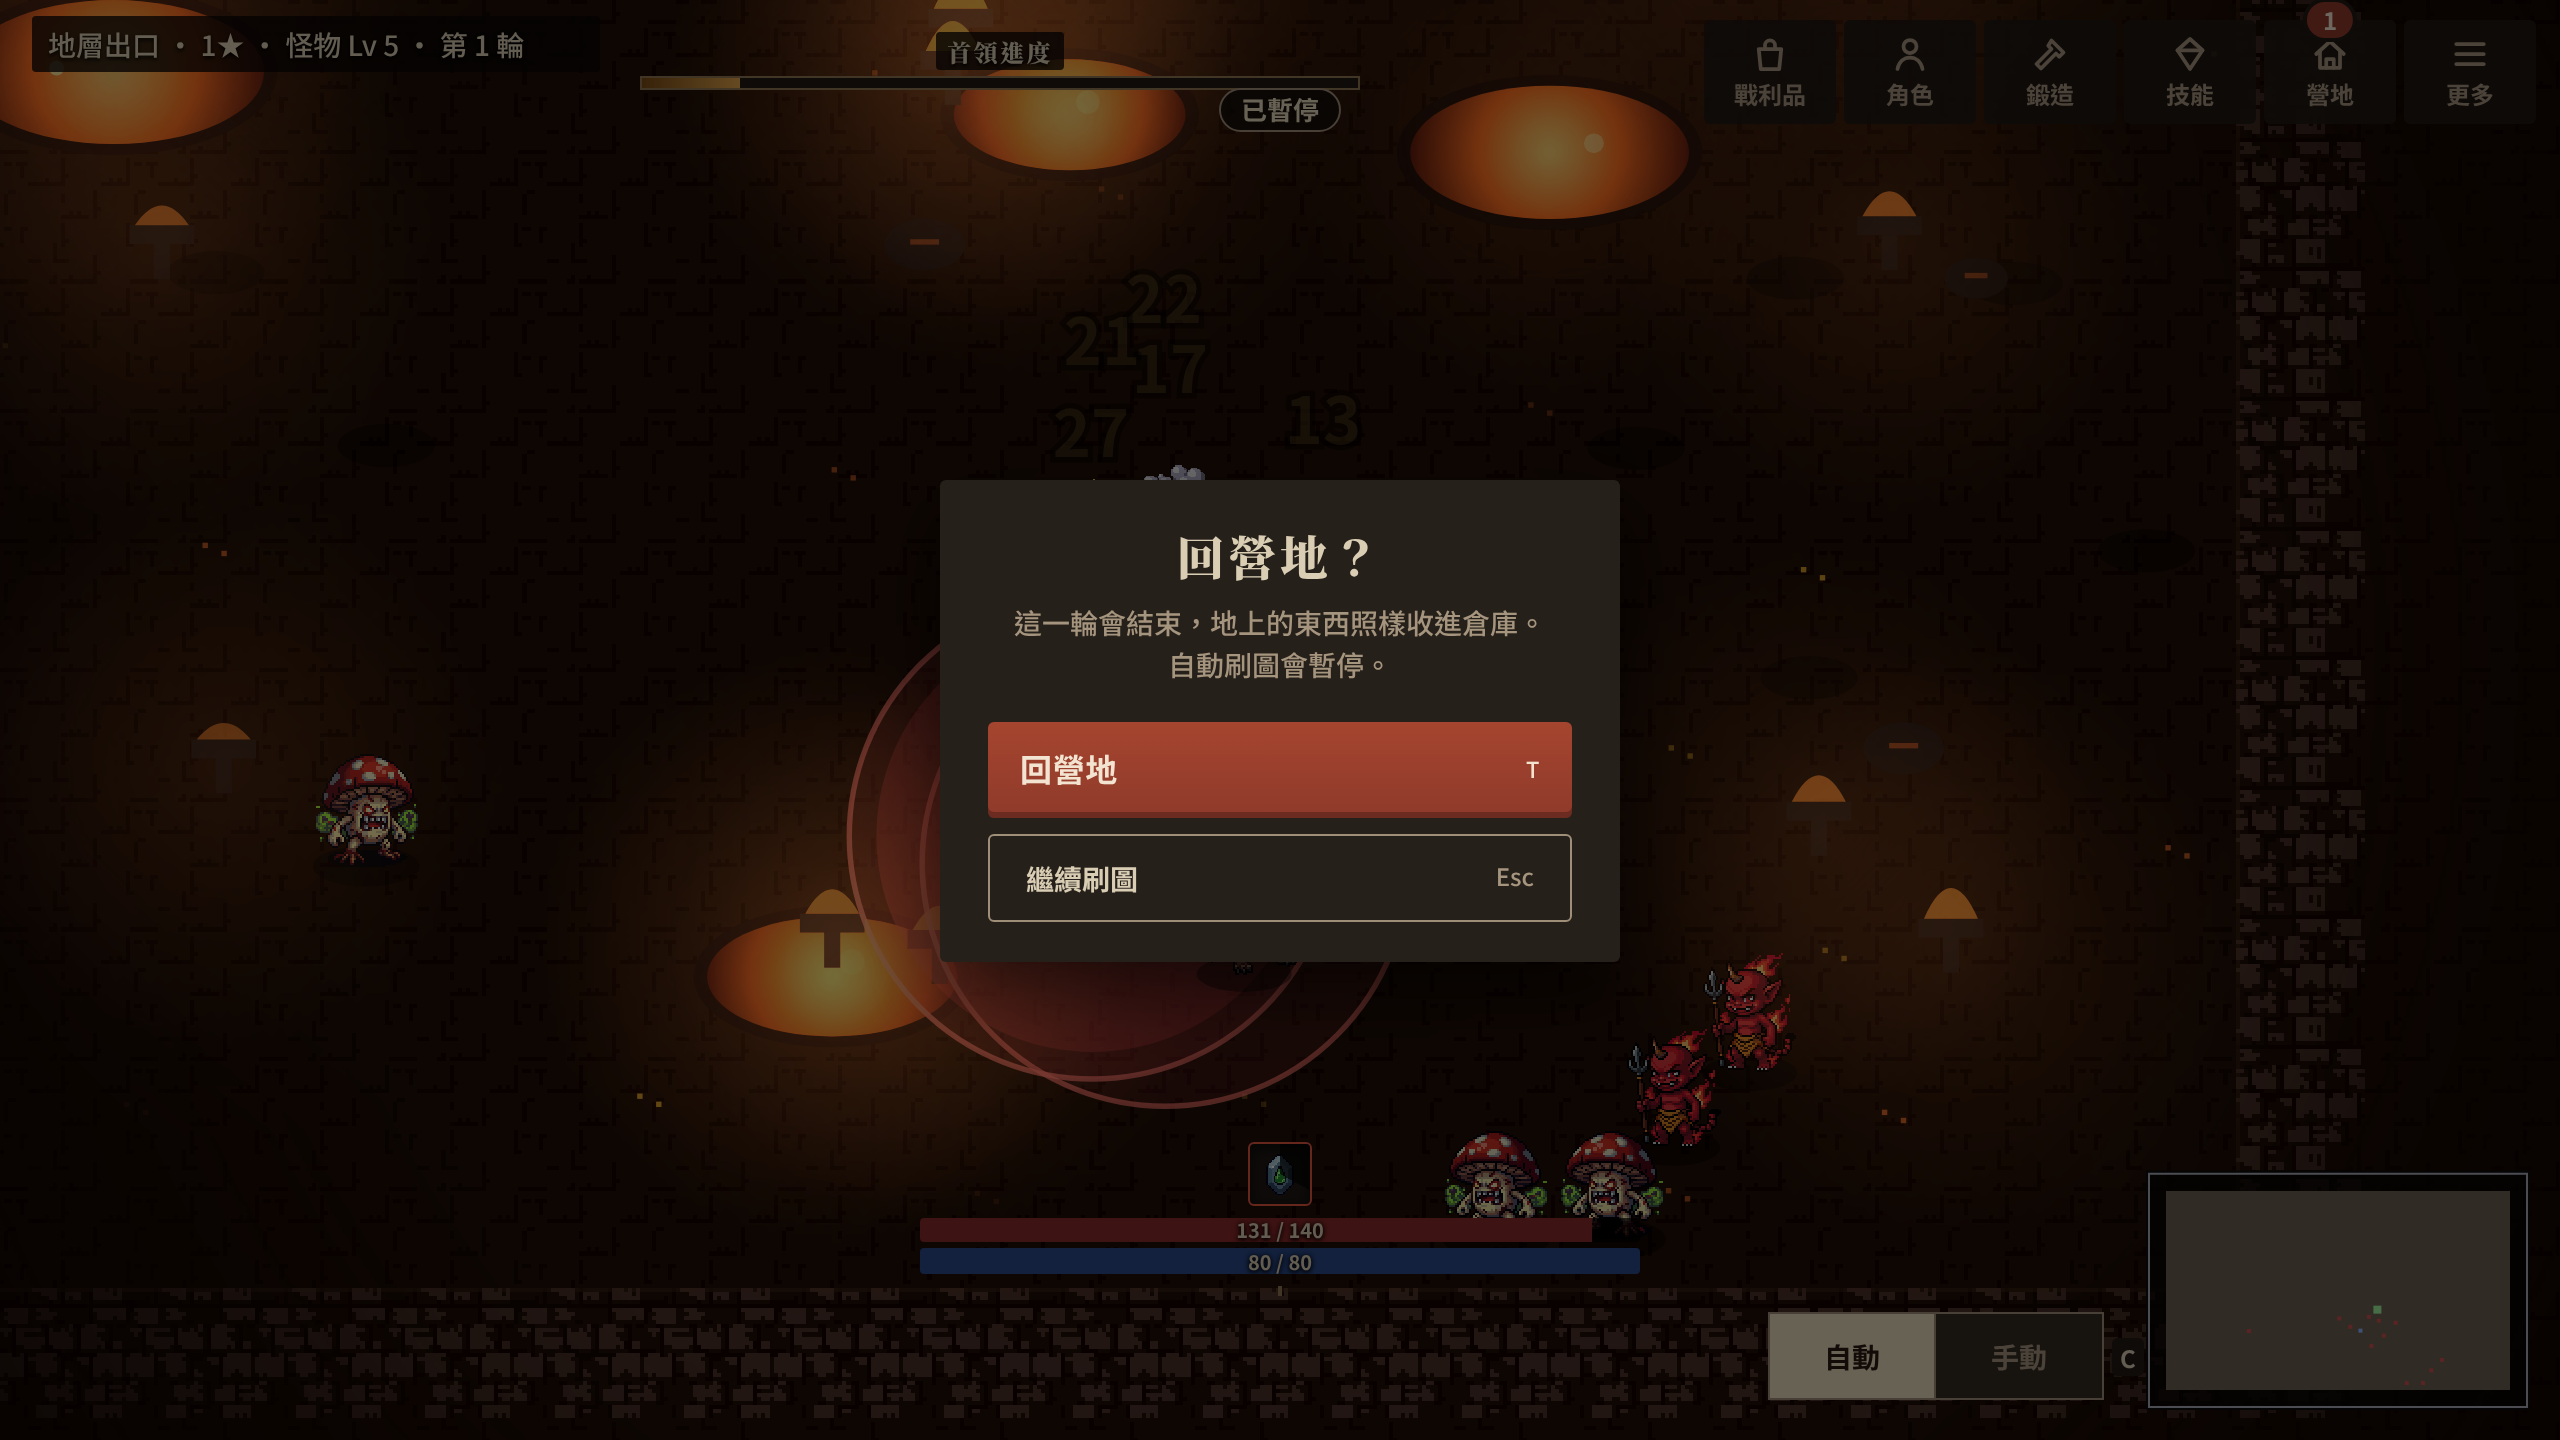 地層出口 · 1★ · 怪物 Lv 5 · 第 1 輪
首領進度
已暫停
戰利品
角色
鍛造
技能
1
營地
更多
22
21
17
27
13
回營地？
這一輪會結束，地上的東西照樣收進倉庫。
自動刷圖會暫停。
回營地 T
繼續刷圖 Esc
131 / 140
80 / 80
自動
手動
C